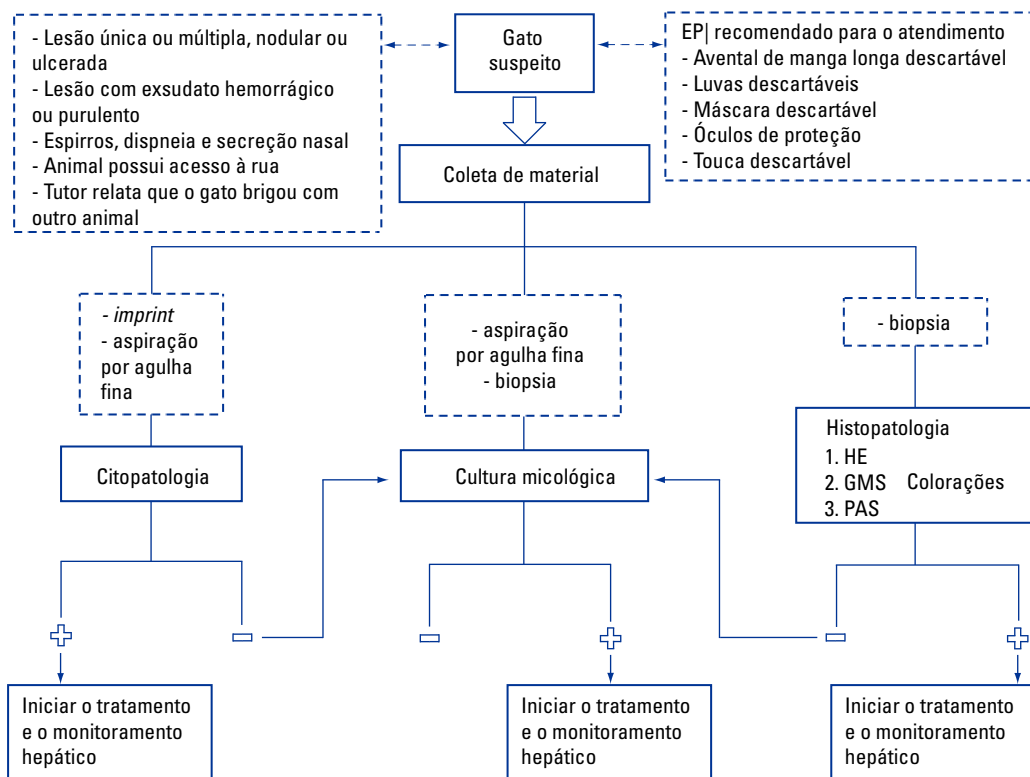 - Lesão única ou múltipla, nodular ou
ulcerada
- Lesão com exsudato hemorrágico
ou purulento
- Espirros, dispneia e secreção nasal
- Animal possui acesso à rua
- Tutor relata que o gato brigou com
outro animal
Gato
suspeito
EP| recomendado para o atendimento
- Avental de manga longa descartável
- Luvas descartáveis
- Máscara descartável
- Óculos de proteção
- Touca descartável
Coleta de material
- imprint
- aspiração
por agulha
fina
- aspiração
por agulha fina
- biopsia
- biopsia
Citopatologia
Cultura micológica
Histopatologia
1. HE
2. GMS Colorações
3. PAS
Iniciar o tratamento
e o monitoramento
hepático
Iniciar o tratamento
e o monitoramento
hepático
Iniciar o tratamento
e o monitoramento
hepático